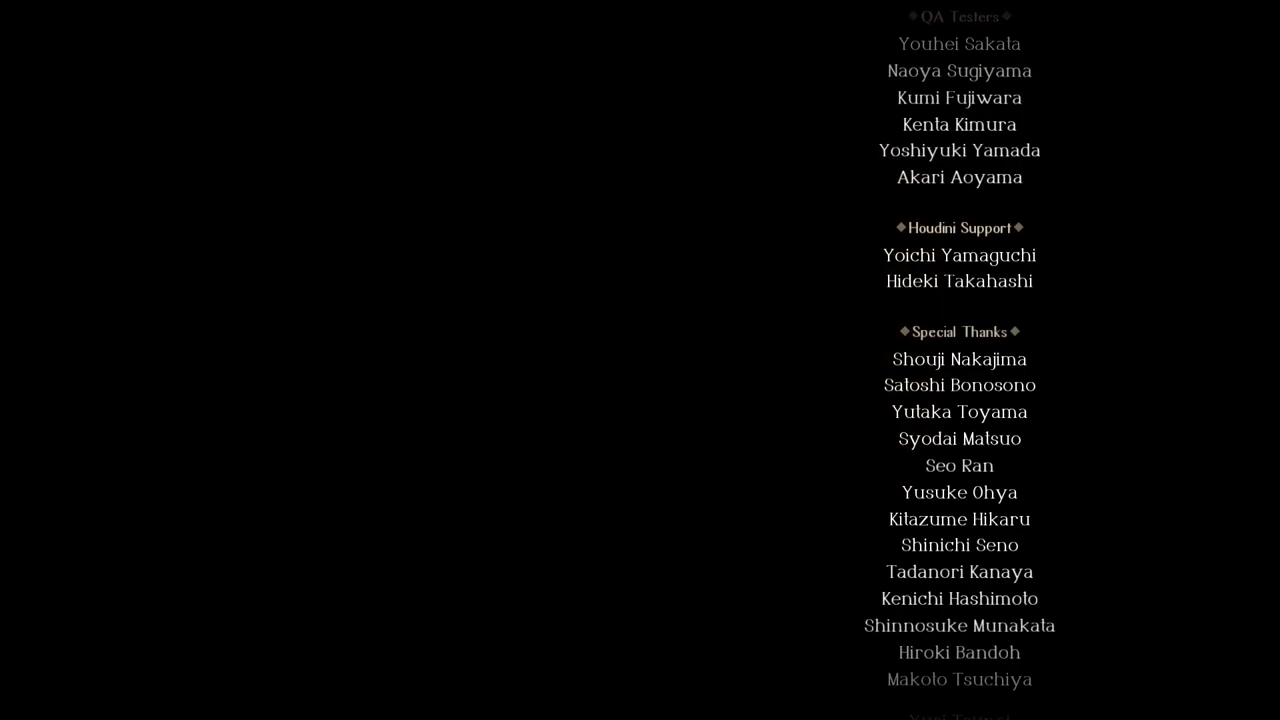 ◆QA Testers◆
Youhei Sakata
Naoya Sugiyama
Kumi Fujiwara
Kenta Kimura
Yoshiyuki Yamada
Akari Aoyama
◆Houdini Support◆
Yoichi Yamaguchi
Hideki Takahashi
◆Special Thanks◆
Shouji Nakajima
Satoshi Bonosono
Yutaka Toyama
Syodai Matsuo
Seo Ran
Yusuke Ohya
Kitazume Hikaru
Shinichi Seno
Tadanori Kanaya
Kenichi Hashimoto
Shinnosuke Munakata
Hiroki Bandoh
Makoto Tsuchiya